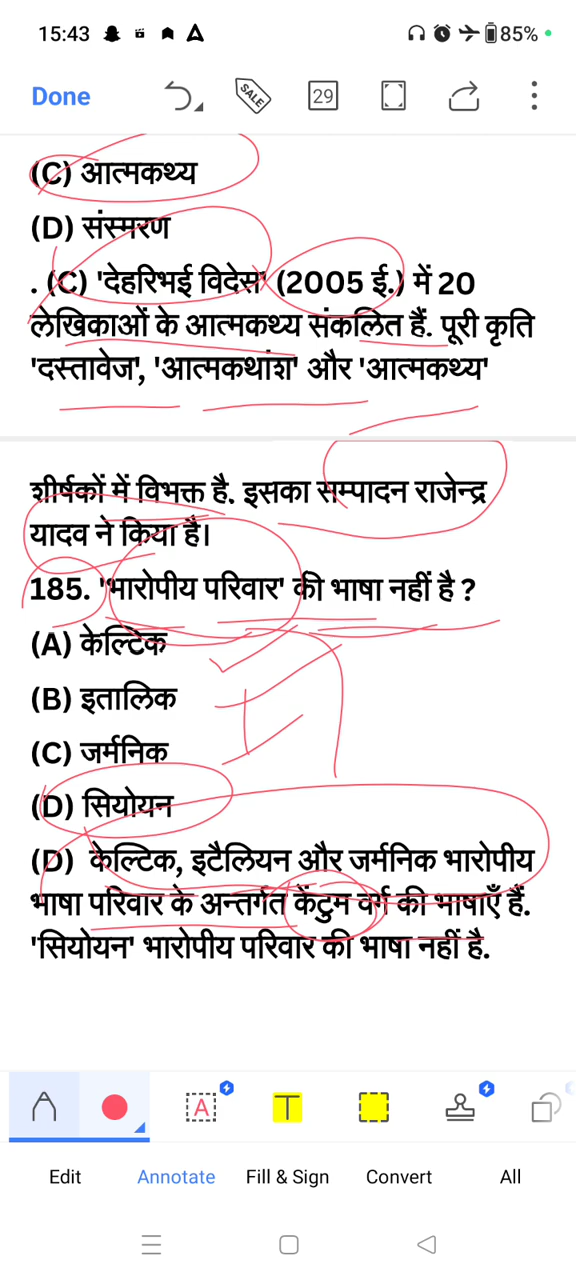 15:43
85%
Done
SALE
29
(C) आत्मकथ्य
(D) संस्मरण
. (C) 'देहरिभई विदेस' (2005 ई.) में 20
लेखिकाओं के आत्मकथ्य संकलित हैं. पूरी कृति
'दस्तावेज', 'आत्मकथांश' और 'आत्मकथ्य'
शीर्षकों में विभक्त है. इसका सम्पादन राजेन्द्र
यादव ने किया है।
185. 'भारोपीय परिवार' की भाषा नहीं है ?
(A) केल्टिक
(B) इतालिक
(C) जर्मनिक
(D) सियोयन
(D) केल्टिक, इटैलियन और जर्मनिक भारोपीय
भाषा परिवार के अन्तर्गत केंटुम वर्ग की भाषाएँ हैं.
'सियोयन' भारोपीय परिवार की भाषा नहीं है.
A T
Edit Annotate Fill & Sign Convert All